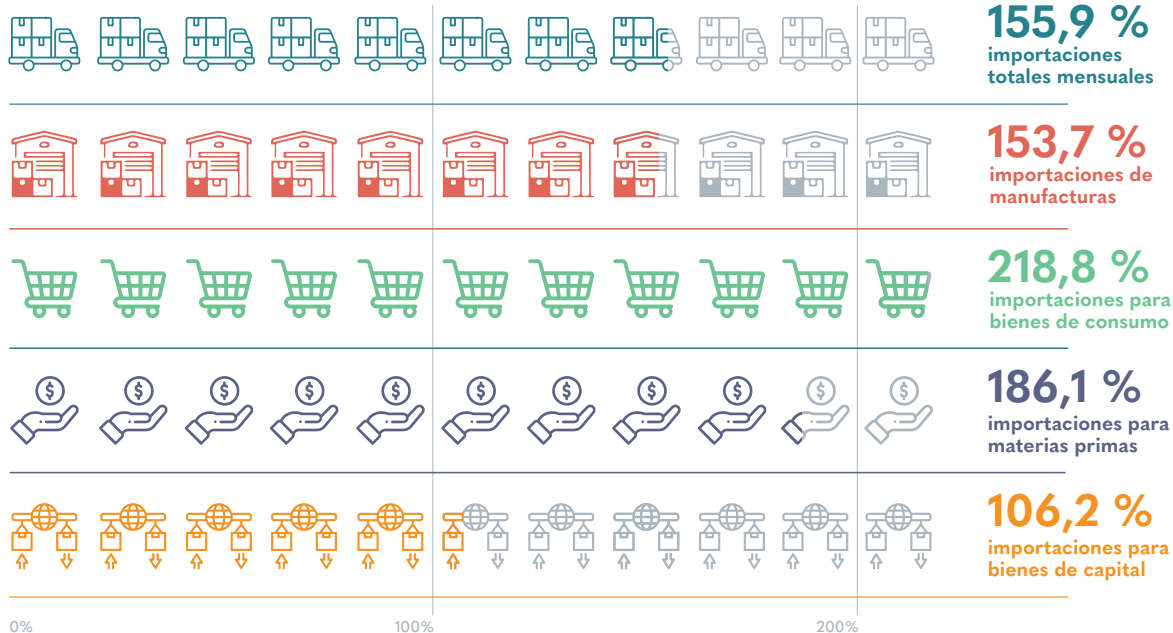 155,9 %
importaciones
totales mensuales
153,7 %
importaciones de
manufacturas
218,8 %
importaciones para
bienes de consumo
186,1 %
importaciones para
materias primas
106,2 %
importaciones para
bienes de capital
0%
100%
200%